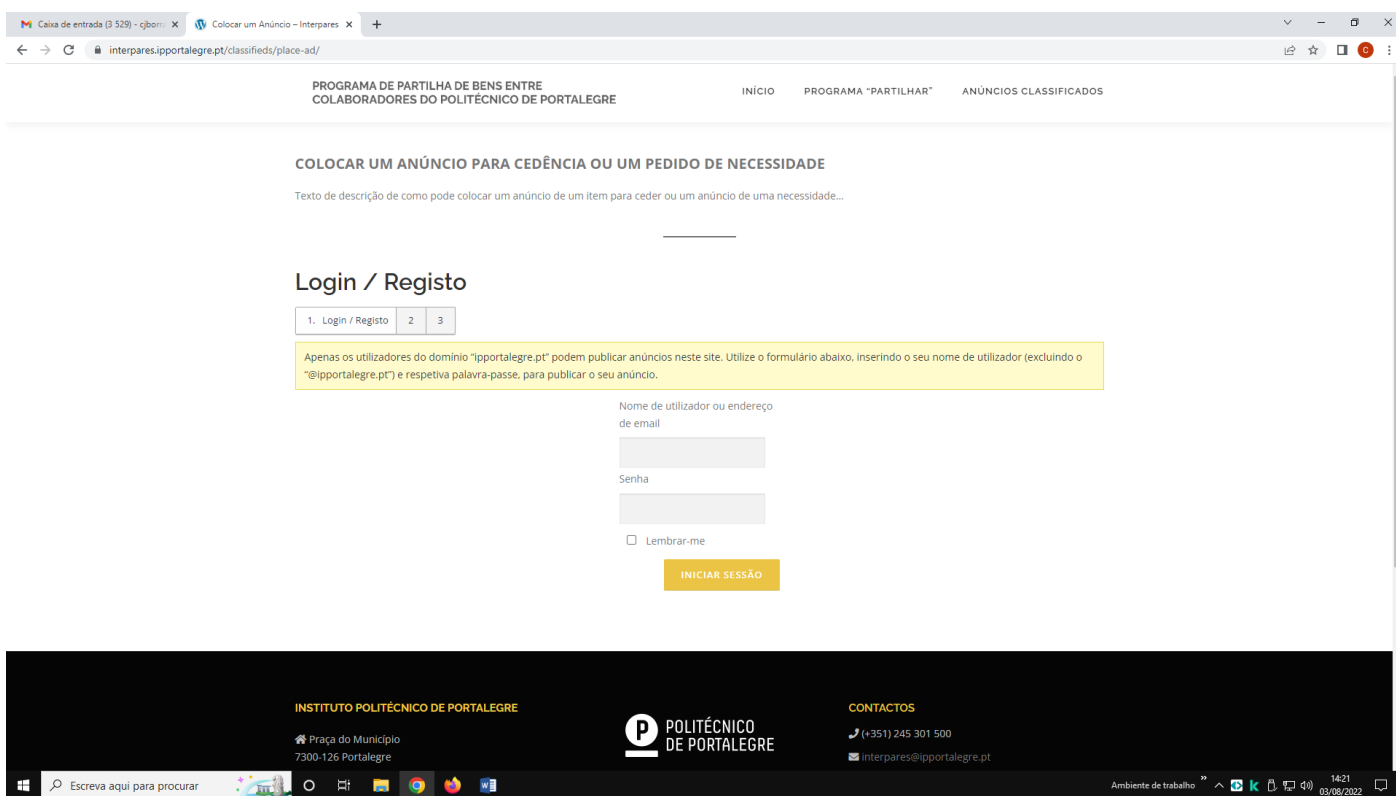 Caixa de entrada (3 529) - cjborr
Colocar um Anúncio – Interpares
interpares.ipportalegre.pt/classifieds/place-ad/
C
PROGRAMA DE PARTILHA DE BENS ENTRE
COLABORADORES DO POLITÉCNICO DE PORTALEGRE
INÍCIO PROGRAMA “PARTILHAR” ANÚNCIOS CLASSIFICADOS
COLOCAR UM ANÚNCIO PARA CEDÊNCIA OU UM PEDIDO DE NECESSIDADE
Texto de descrição de como pode colocar um anúncio de um item para ceder ou um anúncio de uma necessidade…
Login / Registo
1. Login / Registo 2 3
Apenas os utilizadores do domínio “ipportalegre.pt” podem publicar anúncios neste site. Utilize o formulário abaixo, inserindo o seu nome de utilizador (excluindo o
“@ipportalegre.pt”) e respetiva palavra-passe, para publicar o seu anúncio.
Nome de utilizador ou endereço
de email
Senha
Lembrar-me
INICIAR SESSÃO
INSTITUTO POLITÉCNICO DE PORTALEGRE
Praça do Município
7300-126 Portalegre
POLITÉCNICO
DE PORTALEGRE
CONTACTOS
(+351) 245 301 500
interpares@ipportalegre.pt
Escreva aqui para procurar
Ambiente de trabalho
14:21
03/08/2022